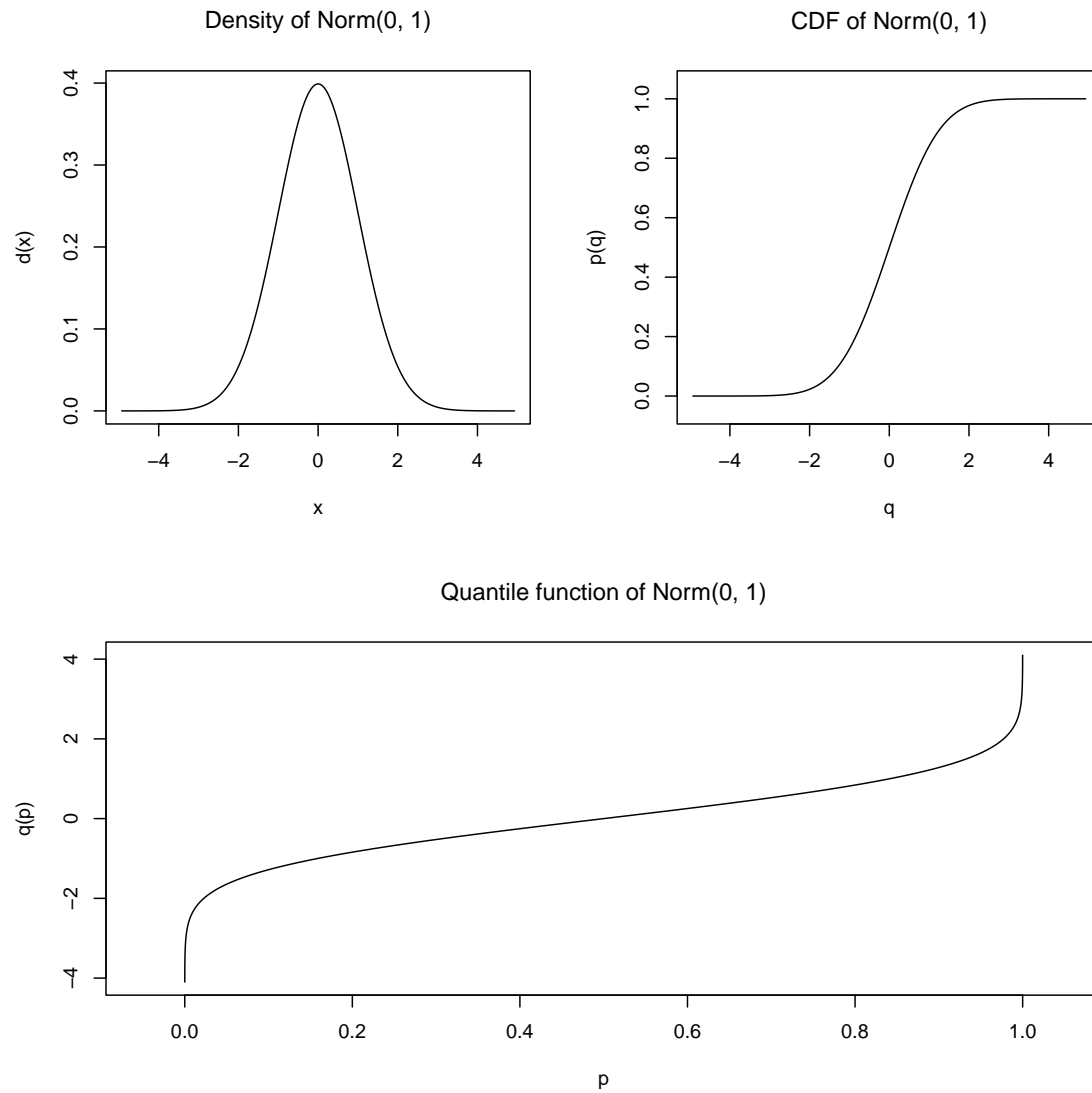 Density of Norm(0, 1)
d(x)
0.4
0.3
0.2
0.1
0.0
−4 −2 0 2 4
x
CDF of Norm(0, 1)
p(q)
1.0
0.8
0.6
0.4
0.2
0.0
−4 −2 0 2 4
q
Quantile function of Norm(0, 1)
q(p)
4
2
0
−2
−4
0.0 0.2 0.4 0.6 0.8 1.0
p